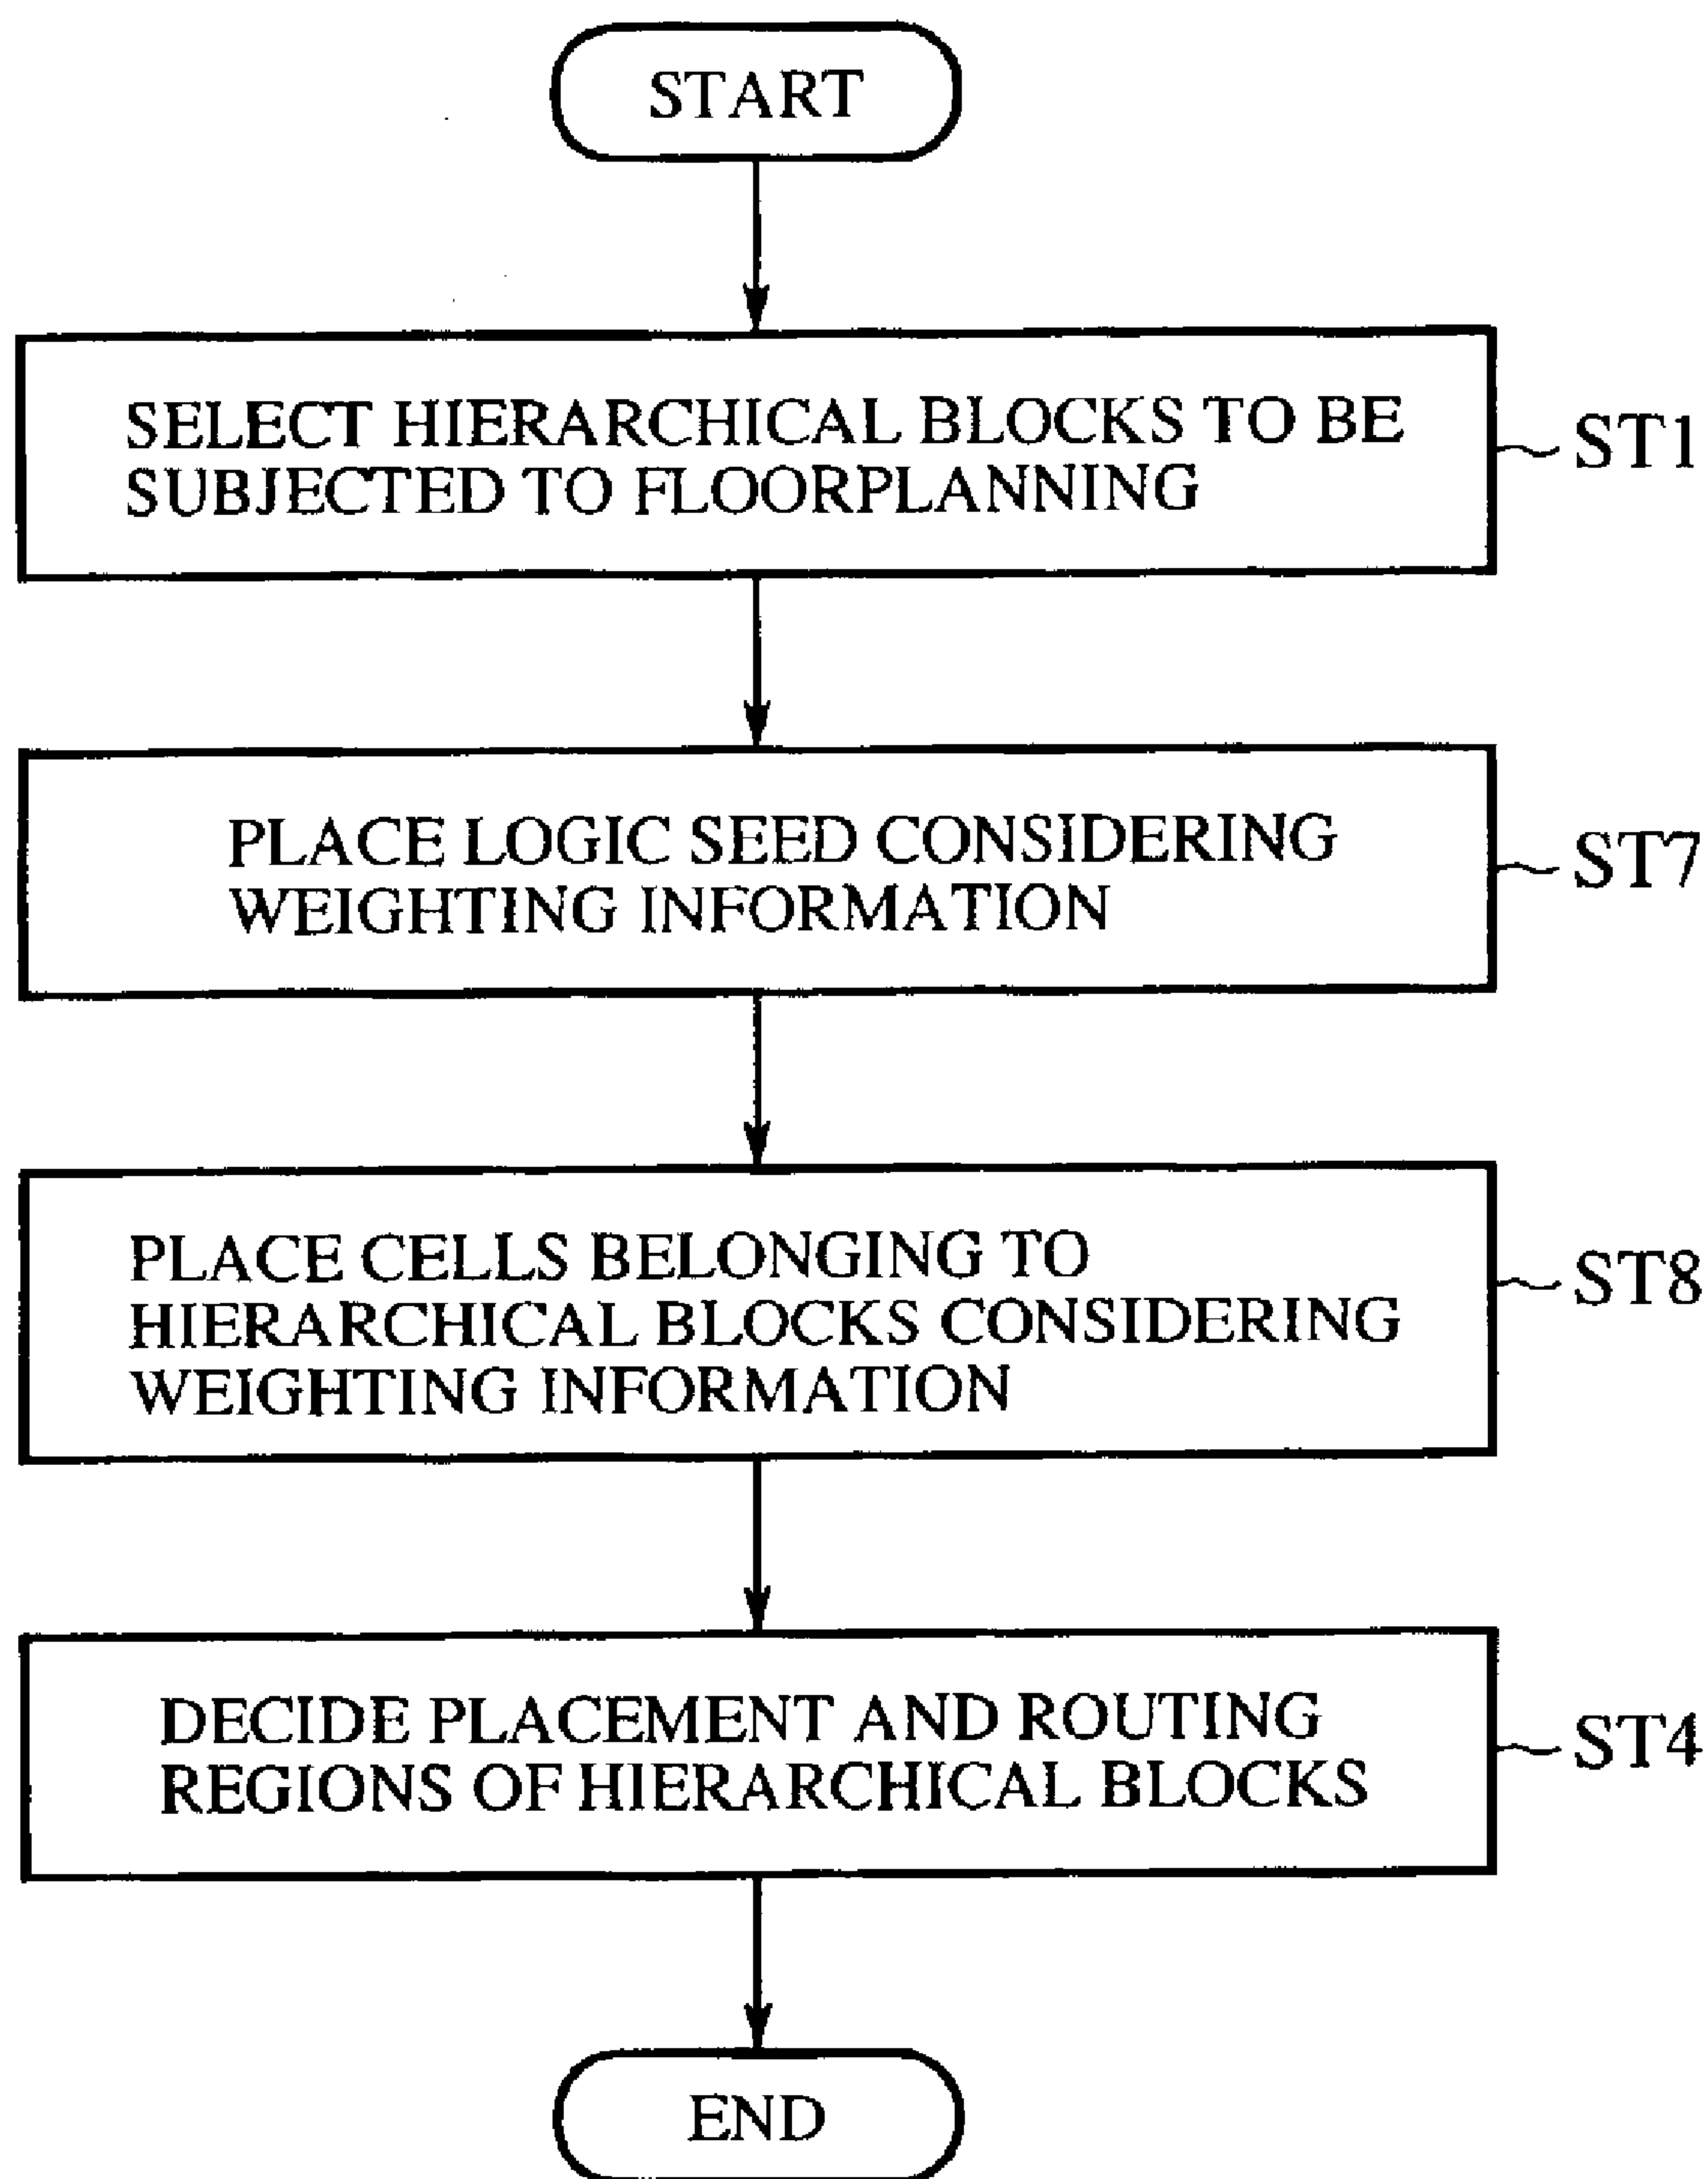 START
SELECT HIERARCHICAL BLOCKS TO BE
SUBJECTED TO FLOORPLANNING
ST1
PLACE LOGIC SEED CONSIDERING
WEIGHTING INFORMATION
ST7
PLACE CELLS BELONGING TO
HIERARCHICAL BLOCKS CONSIDERING
WEIGHTING INFORMATION
ST8
DECIDE PLACEMENT AND ROUTING
REGIONS OF HIERARCHICAL BLOCKS
ST4
END